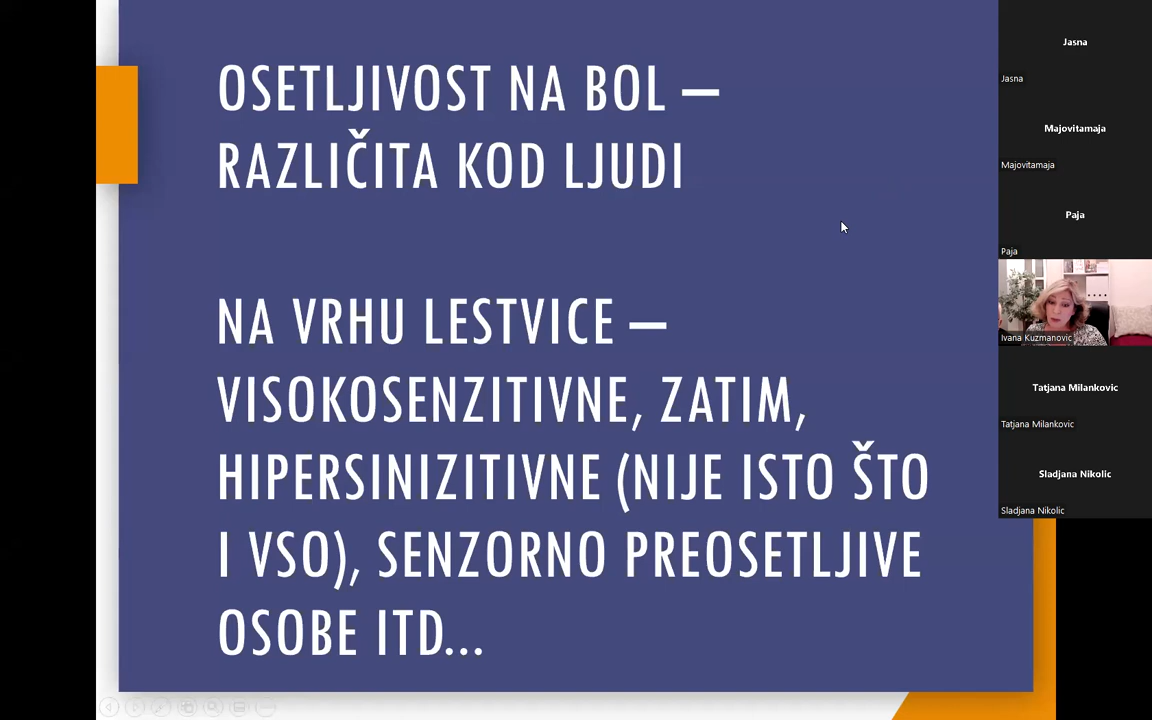 OSETLJIVOST NA BOL –
RAZLIČITA KOD LJUDI
NA VRHU LESTVICE –
VISOKOSENZITIVNE, ZATIM,
HIPERSINIZITIVNE (NIJE ISTO ŠTO
I VSO), SENZORNO PREOSETLJIVE
OSOBE ITD...
Jasna
Jasna
Majovitamaja
Majovitamaja
Paja
Paja
Ivana Kuzmanovic
Tatjana Milankovic
Tatjana Milankovic
Sladjana Nikolic
Sladjana Nikolic